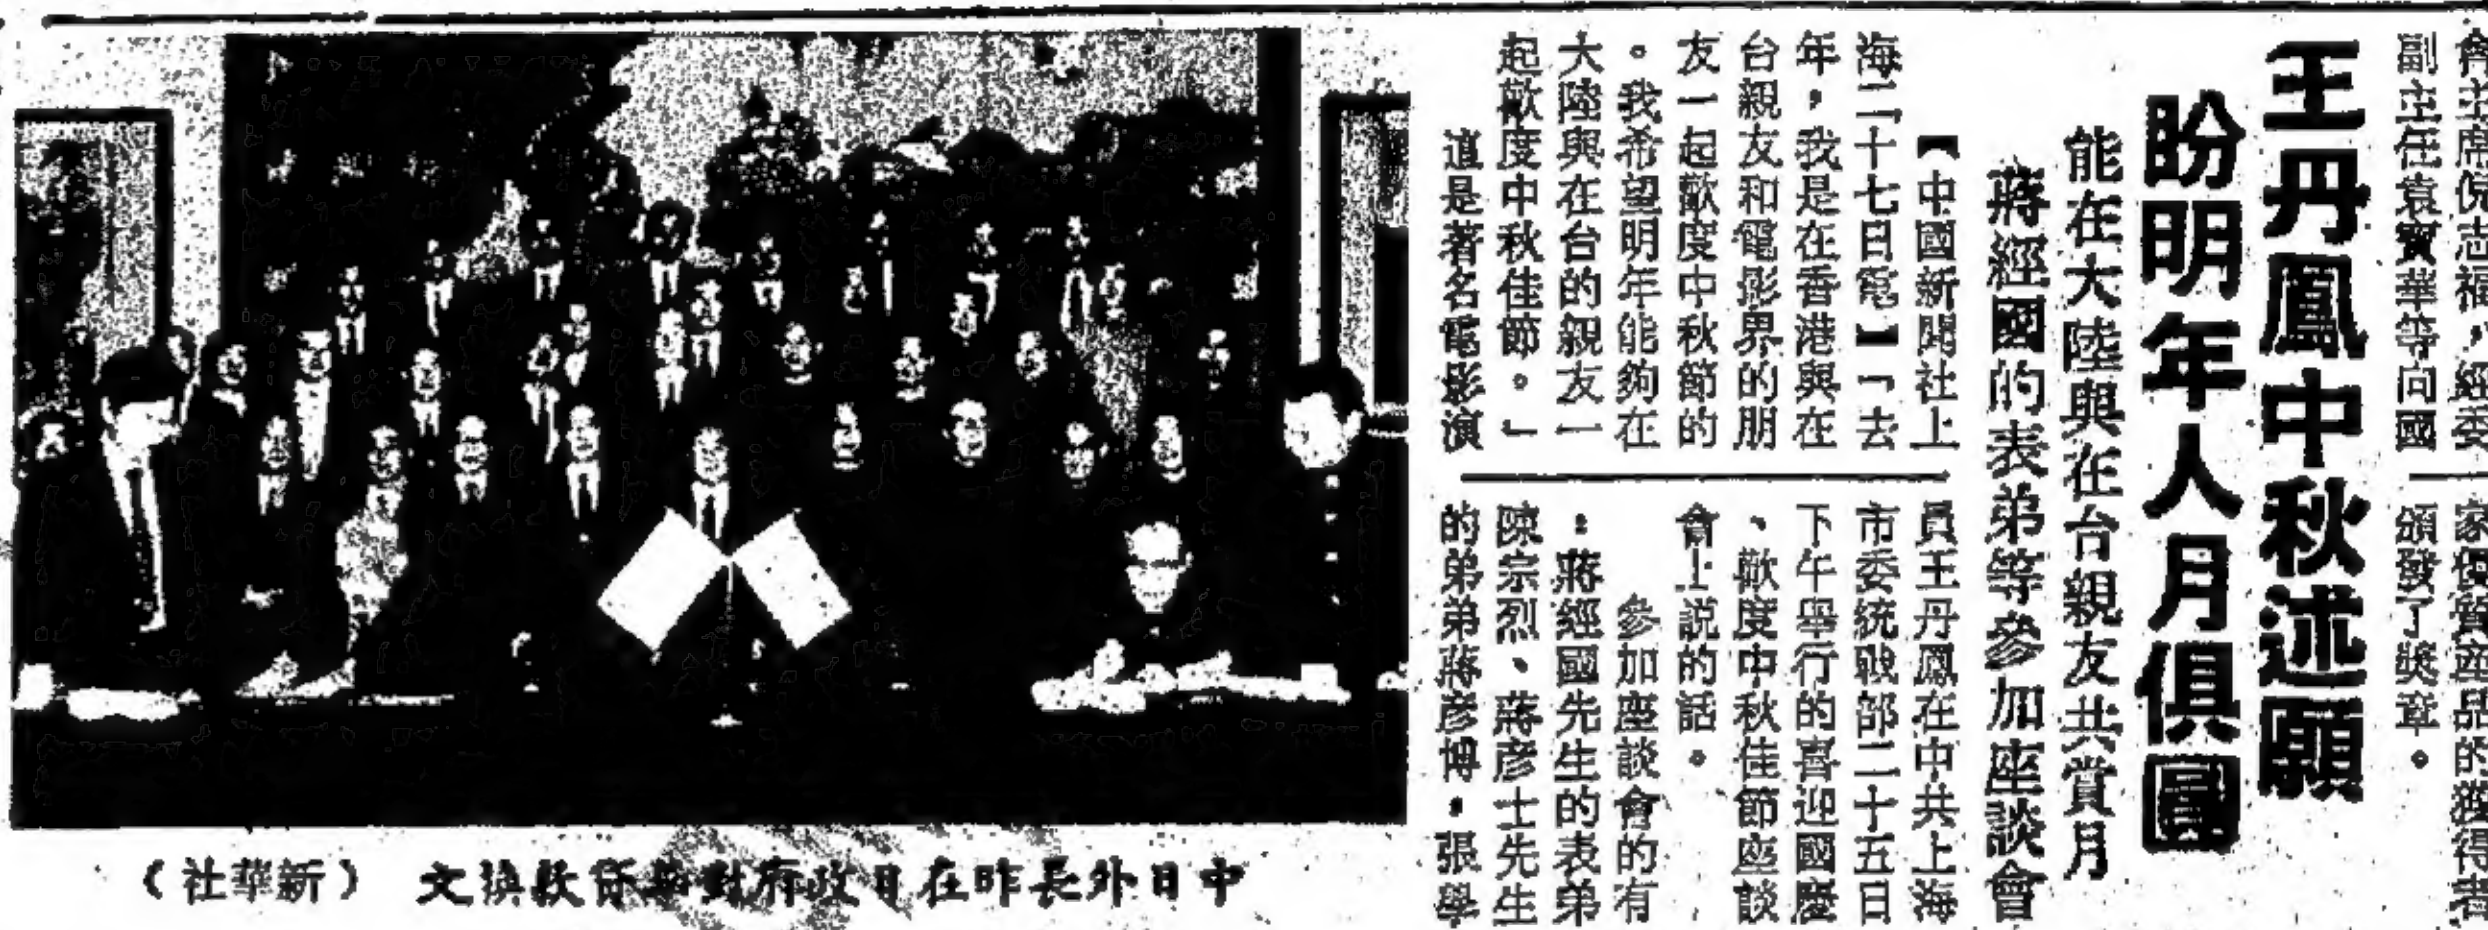 會主席倪志福，經委
副主任袁寶華等向國
家優質產品的獲得者
頒發了獎章。
王丹鳳中秋述願
盼明年人月俱圓
能在大陸與在台親友共賞月
蔣經國的表弟等參加座談會
【中國新聞社上
海二十七日電】「去
年，我是在香港與在
台親友和電影界的朋
友一起歡度中秋節的
。我希望明年能夠在
大陸與在台的親友一
起歡度中秋佳節。」
這是著名電影演
員王丹鳳在中共上海
市委統戰部二十五日
下午舉行的喜迎國慶
、歡度中秋佳節座談
會上説的話。
參加座談會的有
：蔣經國先生的表弟
陳宗烈、蔣彥士先生
的弟弟蔣彥博，張學
中日外長昨在日政府對華貸款換文（新華社）